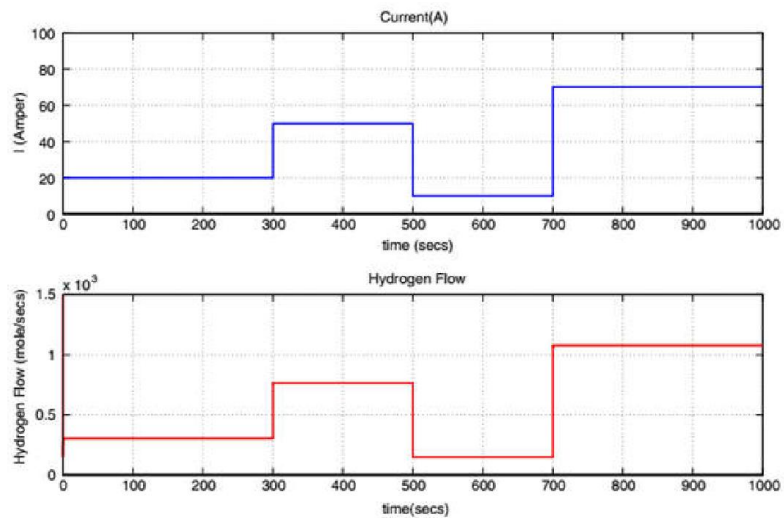 Current(A)
100
80
60
40
20
0
I (Amper)
0 100 200 300 400 500 600 700 800 900 1000
time (secs)
x 10³
Hydrogen Flow
1.5
1
0.5
0
Hydrogen Flow (mole/secs)
0 100 200 300 400 500 600 700 800 900 1000
time(secs)